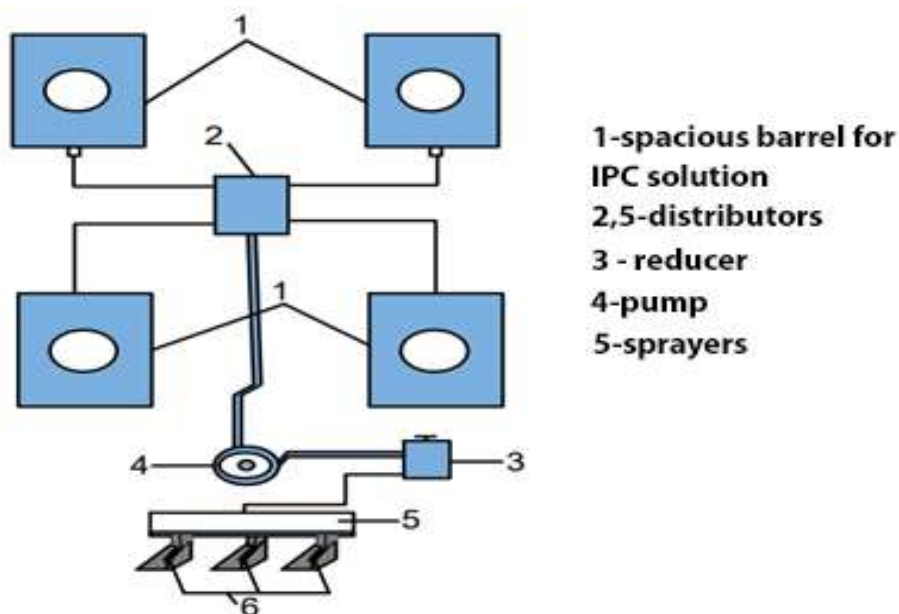 1
2
1
4
3
5
6
1-spacious barrel for
IPC solution
2,5-distributors
3 - reducer
4-pump
5-sprayers